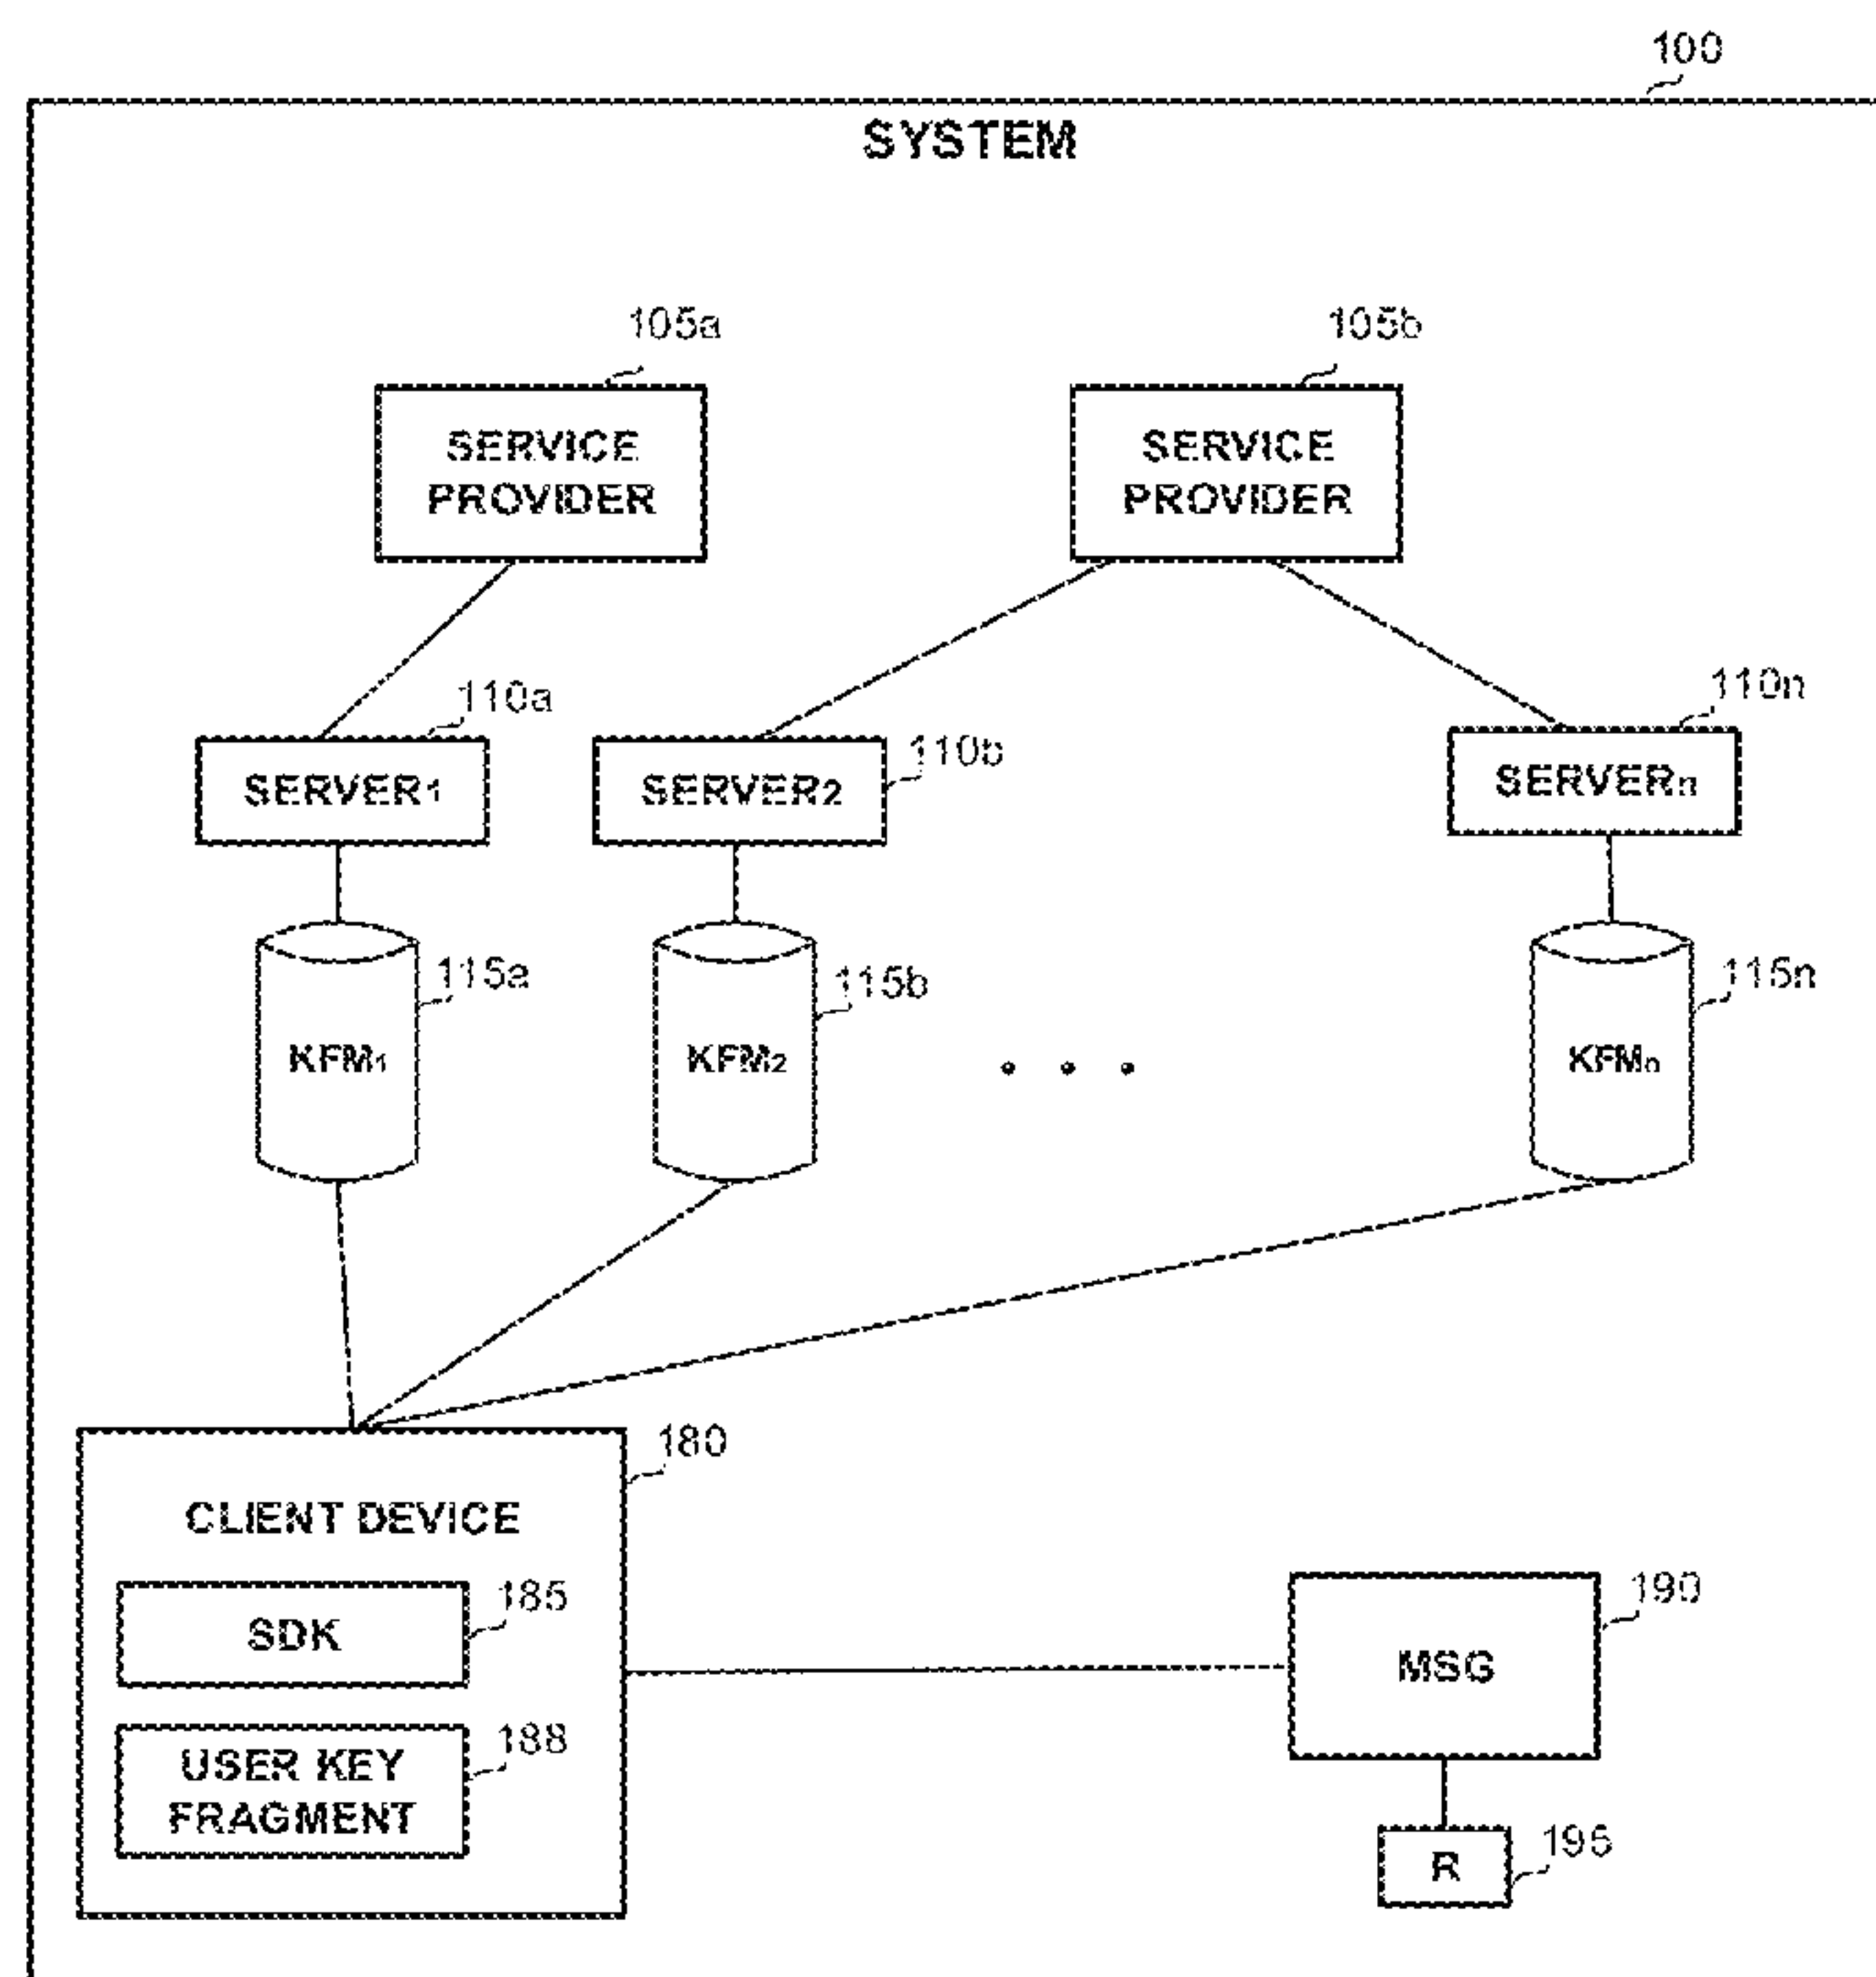 100
SYSTEM
105a
105b
SERVICE
PROVIDER
SERVICE
PROVIDER
110a
110b
110n
SERVER1
SERVER2
SERVERn
115a
115b
115n
KFM1
KFM2
. . .
KFMn
180
CLIENT DEVICE
185
SDK
188
USER KEY
FRAGMENT
190
MSG
195
R